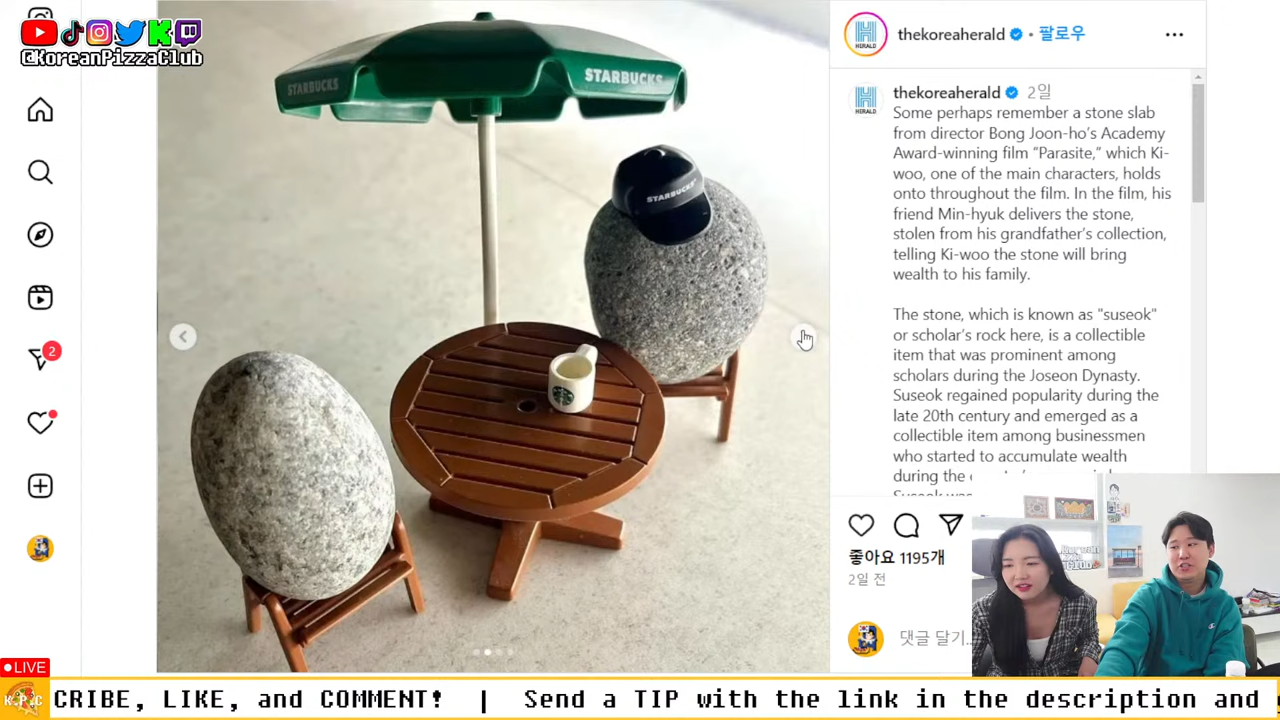 @KoreanPizzaClub
STARBUCKS
STARBUCKS
STARBUCKS
HERALD
thekoreaherald • 팔로우
HERALD
thekoreaherald 2일
Some perhaps remember a stone slab
from director Bong Joon-ho's Academy
Award-winning film "Parasite," which Ki-
woo, one of the main characters, holds
onto throughout the film. In the film, his
friend Min-hyuk delivers the stone,
stolen from his grandfather's collection,
telling Ki-woo the stone will bring
wealth to his family.
The stone, which is known as "suseok"
or scholar's rock here, is a collectible
item that was prominent among
scholars during the Joseon Dynasty.
Suseok regained popularity during the
late 20th century and emerged as a
collectible item among businessmen
who started to accumulate wealth
during the
2
좋아요 1195개
2일 전
댓글 달기...
Club
LIVE
K.P.C
CRIBE, LIKE, and COMMENT! | Send a TIP with the link in the description and